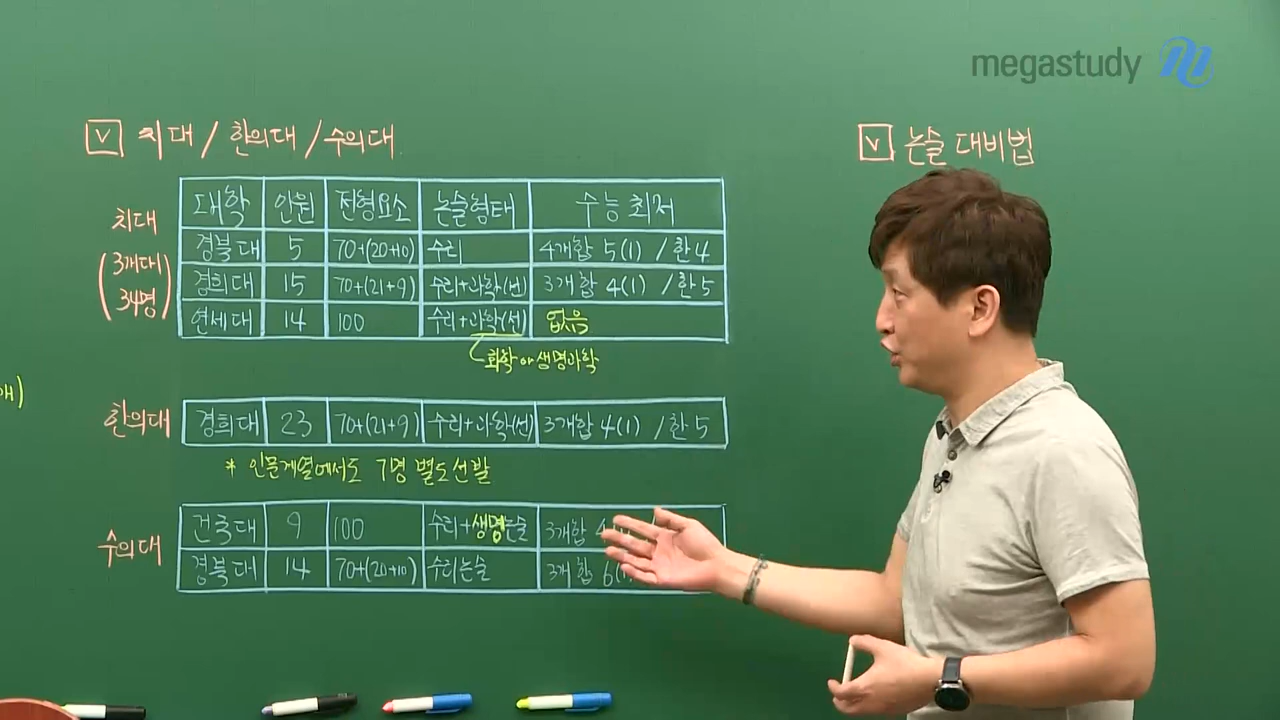 megastudy
V 치대 / 한의대 / 수의대
V 논술 대비법
치대
(3개대 34명)
대학 인원 전형요소 논술형태 수능 최저
경북대 5 70+(20+10) 수리 4개합 5(1) / 한4
경희대 15 70+(21+9) 수리+과학(선) 3개합 4(1) / 한5
연세대 14 100 수리+과학(선) 없음
화학 or 생명과학
한의대
경희대 23 70+(21+9) 수리+과학(선) 3개합 4(1) / 한5
* 인문계열에서도 7명 별도선발
수의대
건국대 9 100 수리+생명논술 3개합
경북대 14 70+(20+10) 수리논술 3개합 6(1